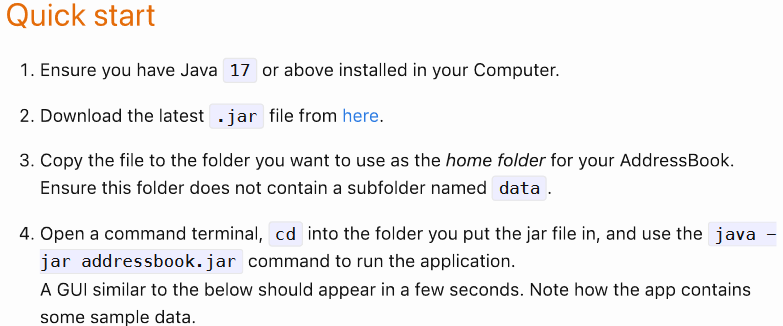 Quick start
1. Ensure you have Java 17 or above installed in your Computer.
2. Download the latest .jar file from here.
3. Copy the file to the folder you want to use as the home folder for your AddressBook.
Ensure this folder does not contain a subfolder named data.
4. Open a command terminal, cd into the folder you put the jar file in, and use the java -
jar addressbook.jar command to run the application.
A GUI similar to the below should appear in a few seconds. Note how the app contains
some sample data.